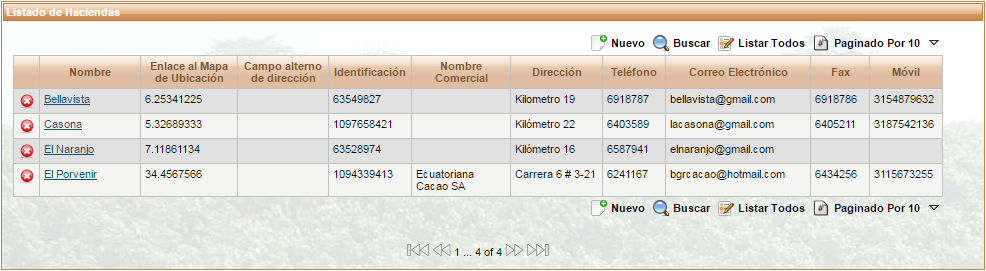 Listado de Haciendas
Nuevo Buscar Listar Todos Paginado Por 10
Nombre Enlace al Mapa de Ubicación Campo alterno de dirección Identificación Nombre Comercial Dirección Teléfono Correo Electrónico Fax Móvil
Bellavista 6.25341225 63549827 Kilometro 19 6918787 bellavista@gmail.com 6918786 3154879632
Casona 5.32689333 1097658421 Kilómetro 22 6403589 lacasona@gmail.com 6405211 3187542136
El Naranjo 7.11861134 63528974 Kilómetro 16 6587941 elnaranjo@gmail.com
El Porvenir 34.4567566 1094339413 Ecuatoriana Cacao SA Carrera 6 # 3-21 6241167 bgrcacao@hotmail.com 6434256 3115673255
Nuevo Buscar Listar Todos Paginado Por 10
1 ... 4 of 4